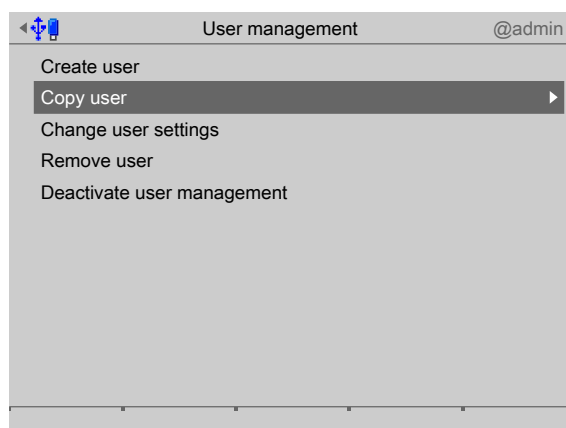 User management @admin
Create user
Copy user
Change user settings
Remove user
Deactivate user management